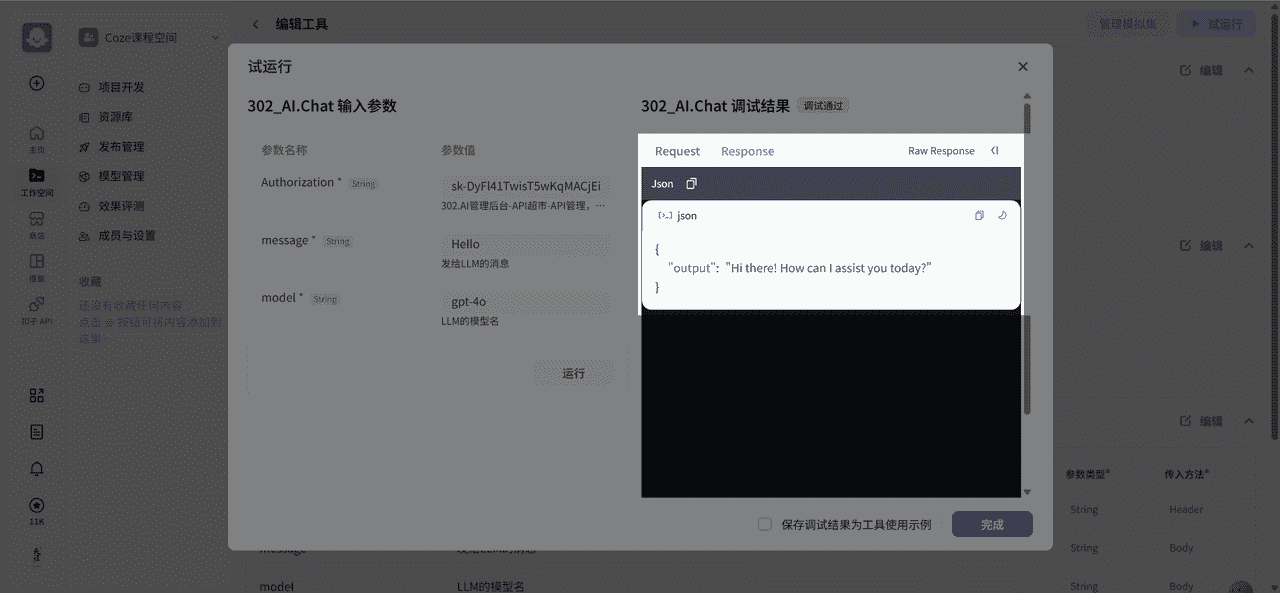 Coze课程空间
项目开发
资源库
发布管理
模型管理
效果评测
成员与设置
收藏
还没有收藏任何内容
点击 按钮可将内容添加到
这里
主页
工作空间
商店
模板
扣子 API
11K
编辑工具
管理模拟集
试运行
编辑
编辑
编辑
试运行
302_AI.Chat 输入参数
参数名称 参数值
Authorization * String sk-DyFl41TwisT5wKqMACjEi
302.AI管理后台-API超市-API管理，…
message * String Hello
发给LLM的消息
model * String gpt-4o
LLM的模型名
运行
302_AI.Chat 调试结果 调试通过
Request Response Raw Response
Json
json
{
"output": "Hi there! How can I assist you today?"
}
保存调试结果为工具使用示例
完成
参数类型* 传入方法*
String Header
message 发给LLM的消息 String Body
model LLM的模型名 String Body